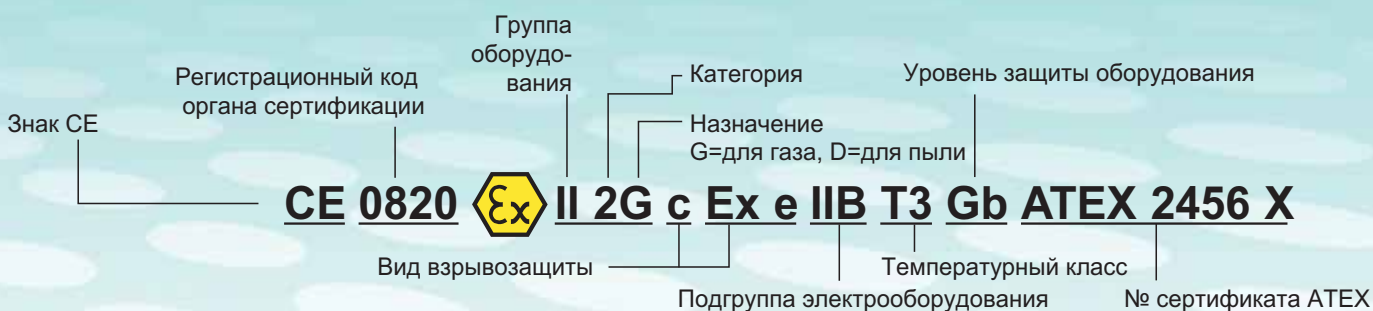 Группа
оборудо-
вания
Регистрационный код
органа сертификации
Категория
Уровень защиты оборудования
Знак CE
Назначение
G=для газа, D=для пыли
CE 0820 Ex II 2G c Ex e IIB T3 Gb ATEX 2456 X
Вид взрывозащиты
Температурный класс
Подгруппа электрооборудования
№ сертификата ATEX